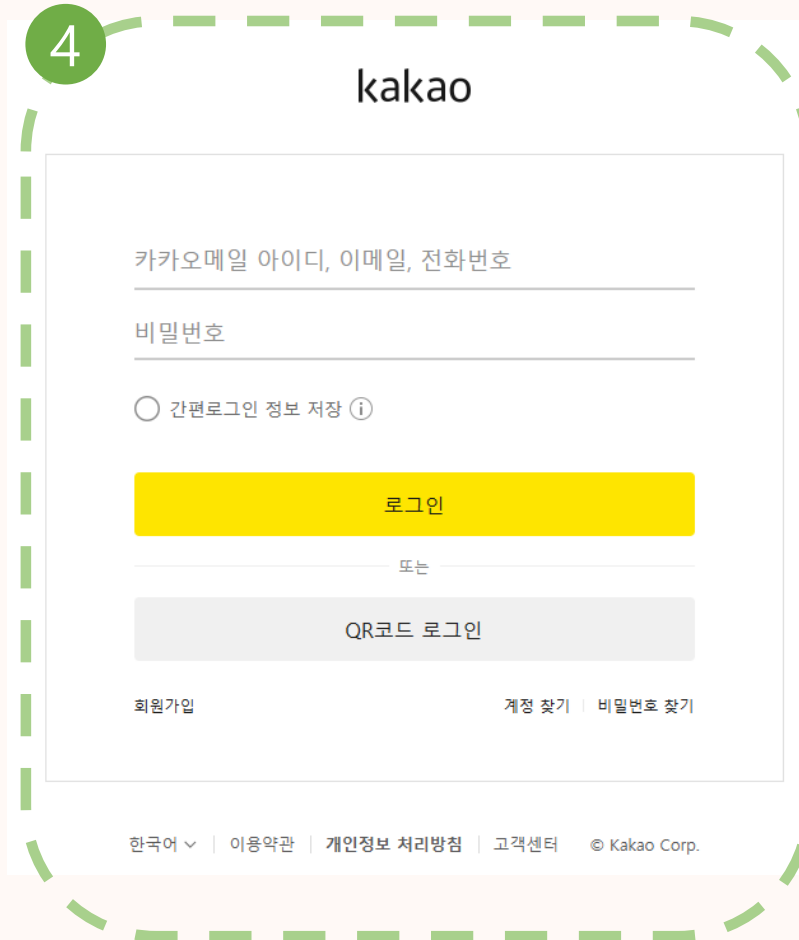 4
kakao
카카오메일 아이디, 이메일, 전화번호
비밀번호
간편로그인 정보 저장
로그인
또는
QR코드 로그인
회원가입 계정 찾기 비밀번호 찾기
한국어 이용약관 개인정보 처리방침 고객센터 © Kakao Corp.